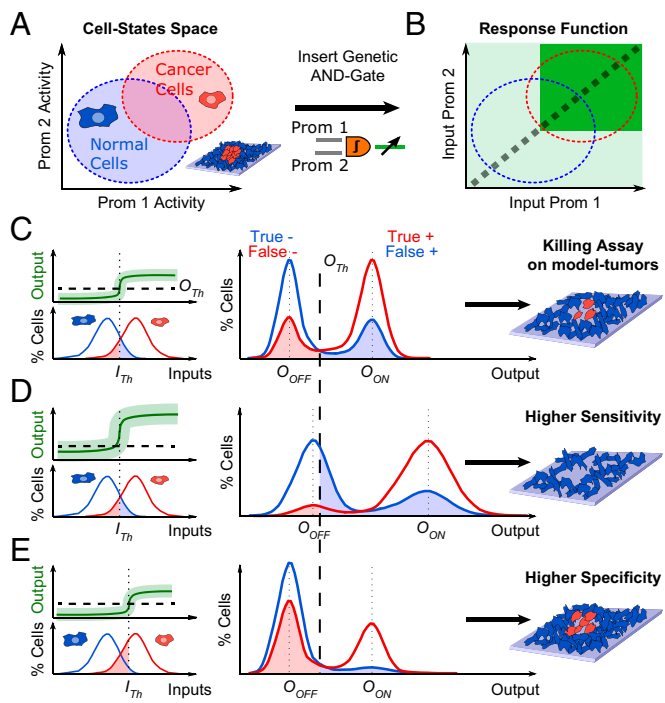 A
Cell-States Space
Prom 2 Activity
Cancer
Cells
Normal
Cells
Prom 1 Activity
Insert Genetic
AND-Gate
Prom 1
Prom 2
∫
B
Response Function
Input Prom 2
Input Prom 1
C
Output
O_Th
% Cells
I_Th
Inputs
True -
False -
True +
False +
O_Th
% Cells
O_OFF
O_ON
Output
Killing Assay
on model-tumors
D
Output
% Cells
I_Th
Inputs
% Cells
O_OFF
O_ON
Output
Higher Sensitivity
E
Output
% Cells
I_Th
Inputs
% Cells
O_OFF
O_ON
Output
Higher Specificity